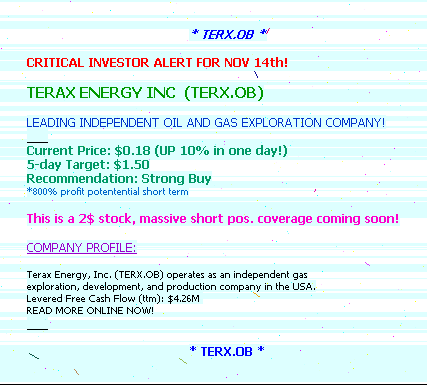 * TERX.OB *
CRITICAL INVESTOR ALERT FOR NOV 14th!
TERAX ENERGY INC (TERX.OB)
LEADING INDEPENDENT OIL AND GAS EXPLORATION COMPANY!
Current Price: $0.18 (UP 10% in one day!)
5-day Target: $1.50
Recommendation: Strong Buy
*800% profit potentential short term
This is a 2$ stock, massive short pos. coverage coming soon!
COMPANY PROFILE:
Terax Energy, Inc. (TERX.OB) operates as an independent gas
exploration, development, and production company in the USA.
Levered Free Cash Flow (ttm): $4.26M
READ MORE ONLINE NOW!
* TERX.OB *